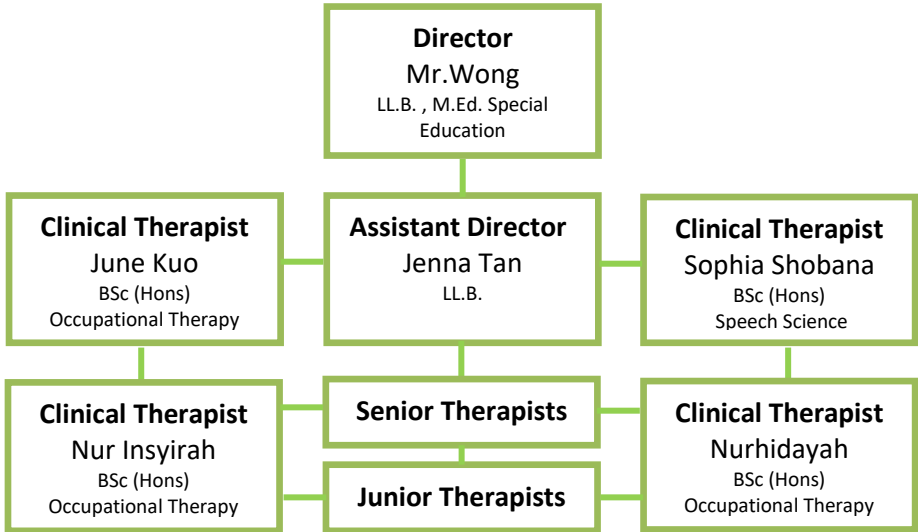 Director
Mr.Wong
LL.B. , M.Ed. Special
Education
Clinical Therapist
June Kuo
BSc (Hons)
Occupational Therapy
Assistant Director
Jenna Tan
LL.B.
Clinical Therapist
Sophia Shobana
BSc (Hons)
Speech Science
Clinical Therapist
Nur Insyirah
BSc (Hons)
Occupational Therapy
Senior Therapists
Junior Therapists
Clinical Therapist
Nurhidayah
BSc (Hons)
Occupational Therapy